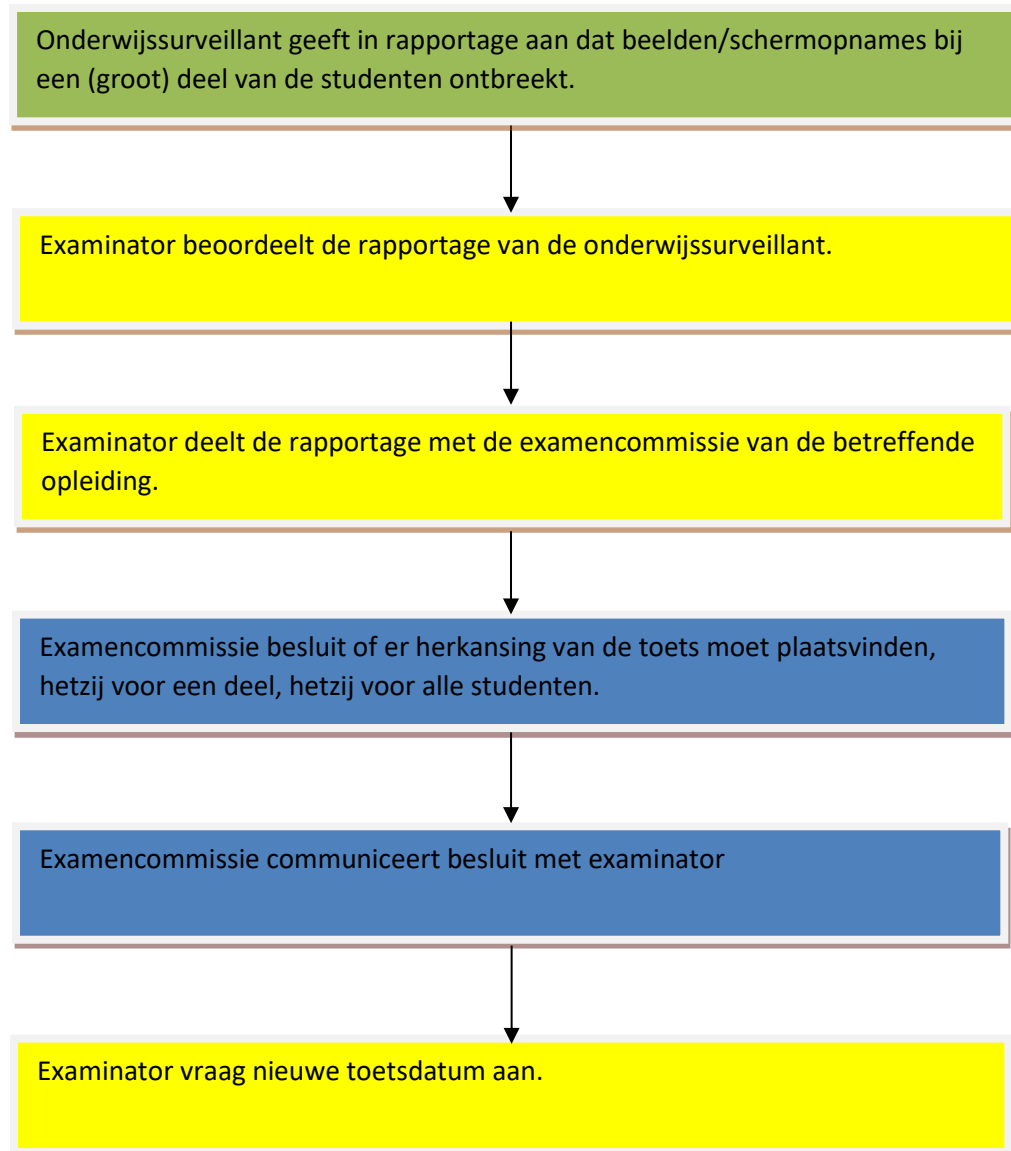 Onderwijssurveillant geeft in rapportage aan dat beelden/schermopnames bij
een (groot) deel van de studenten ontbreekt.
Examinator beoordeelt de rapportage van de onderwijssurveillant.
Examinator deelt de rapportage met de examencommissie van de betreffende
opleiding.
Examencommissie besluit of er herkansing van de toets moet plaatsvinden,
hetzij voor een deel, hetzij voor alle studenten.
Examencommissie communiceert besluit met examinator
Examinator vraag nieuwe toetsdatum aan.